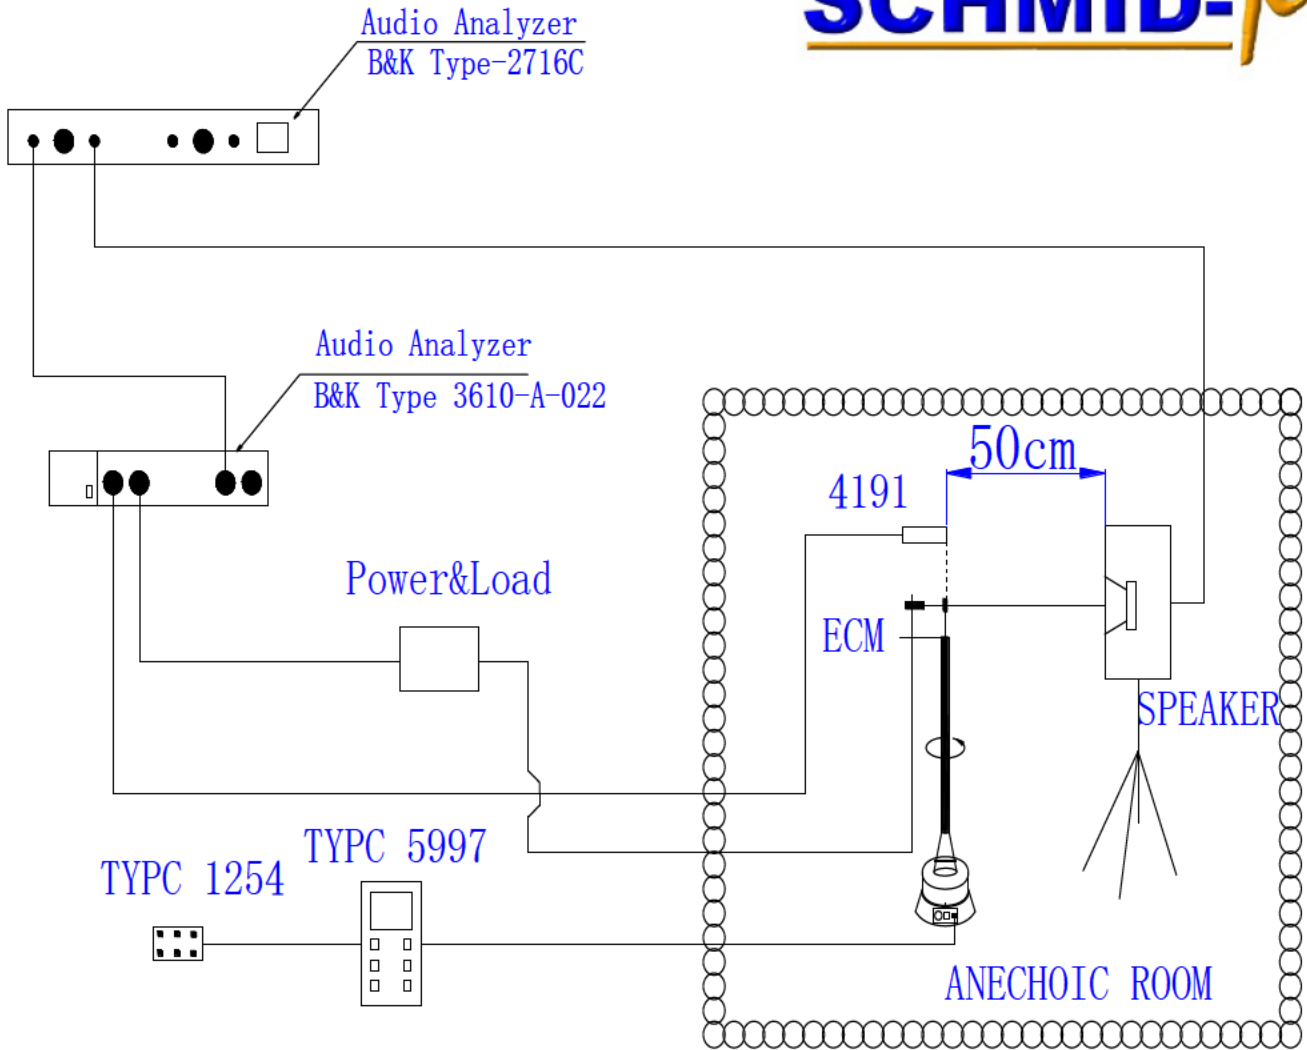 SCHMID-
Audio Analyzer
B&K Type-2716C
Audio Analyzer
B&K Type 3610-A-022
50cm
4191
Power&Load
ECM
SPEAKER
TYPC 5997
TYPC 1254
ANECHOIC ROOM